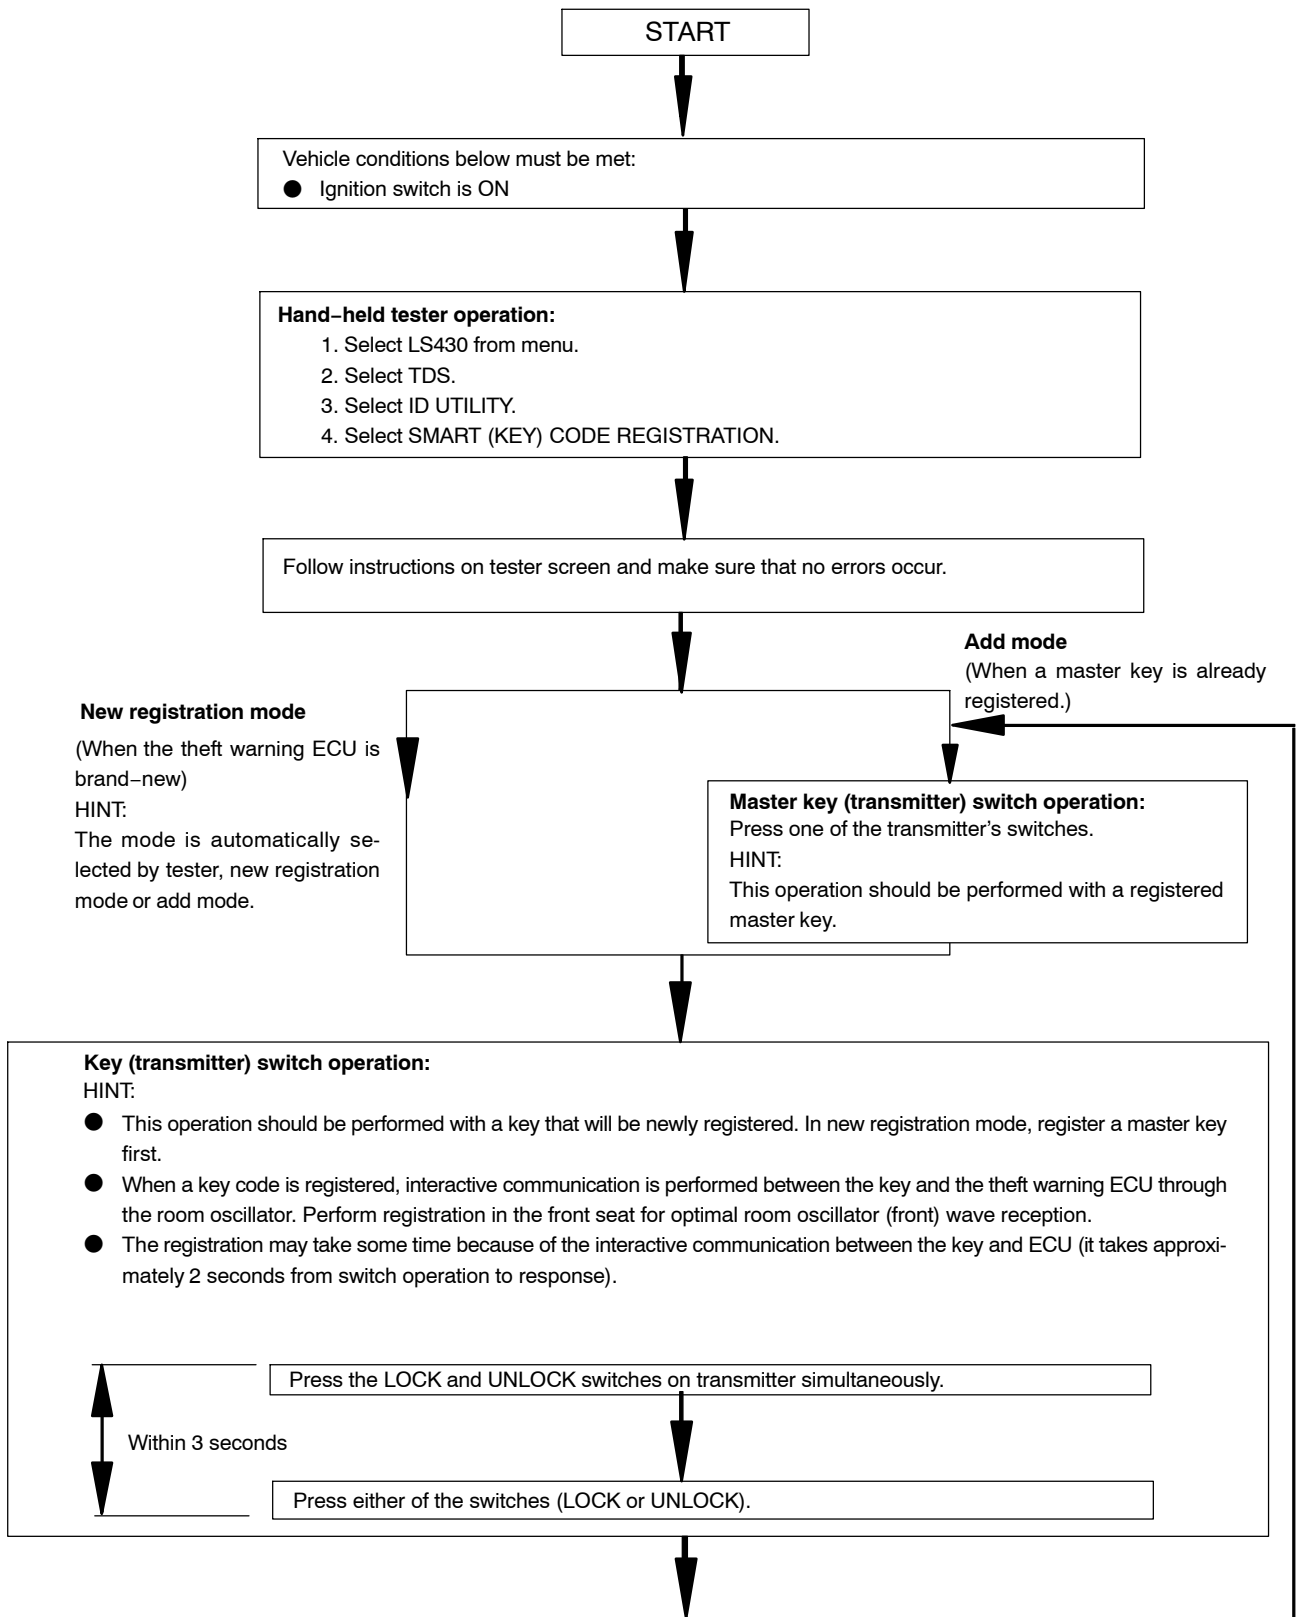 START
Vehicle conditions below must be met:
● Ignition switch is ON
Hand–held tester operation:
1. Select LS430 from menu.
2. Select TDS.
3. Select ID UTILITY.
4. Select SMART (KEY) CODE REGISTRATION.
Follow instructions on tester screen and make sure that no errors occur.
Add mode
(When a master key is already
registered.)
New registration mode
(When the theft warning ECU is
brand–new)
HINT:
The mode is automatically se-
lected by tester, new registration
mode or add mode.
Master key (transmitter) switch operation:
Press one of the transmitter's switches.
HINT:
This operation should be performed with a registered
master key.
Key (transmitter) switch operation:
HINT:
● This operation should be performed with a key that will be newly registered. In new registration mode, register a master key
first.
● When a key code is registered, interactive communication is performed between the key and the theft warning ECU through
the room oscillator. Perform registration in the front seat for optimal room oscillator (front) wave reception.
● The registration may take some time because of the interactive communication between the key and ECU (it takes approxi-
mately 2 seconds from switch operation to response).
Press the LOCK and UNLOCK switches on transmitter simultaneously.
Within 3 seconds
Press either of the switches (LOCK or UNLOCK).